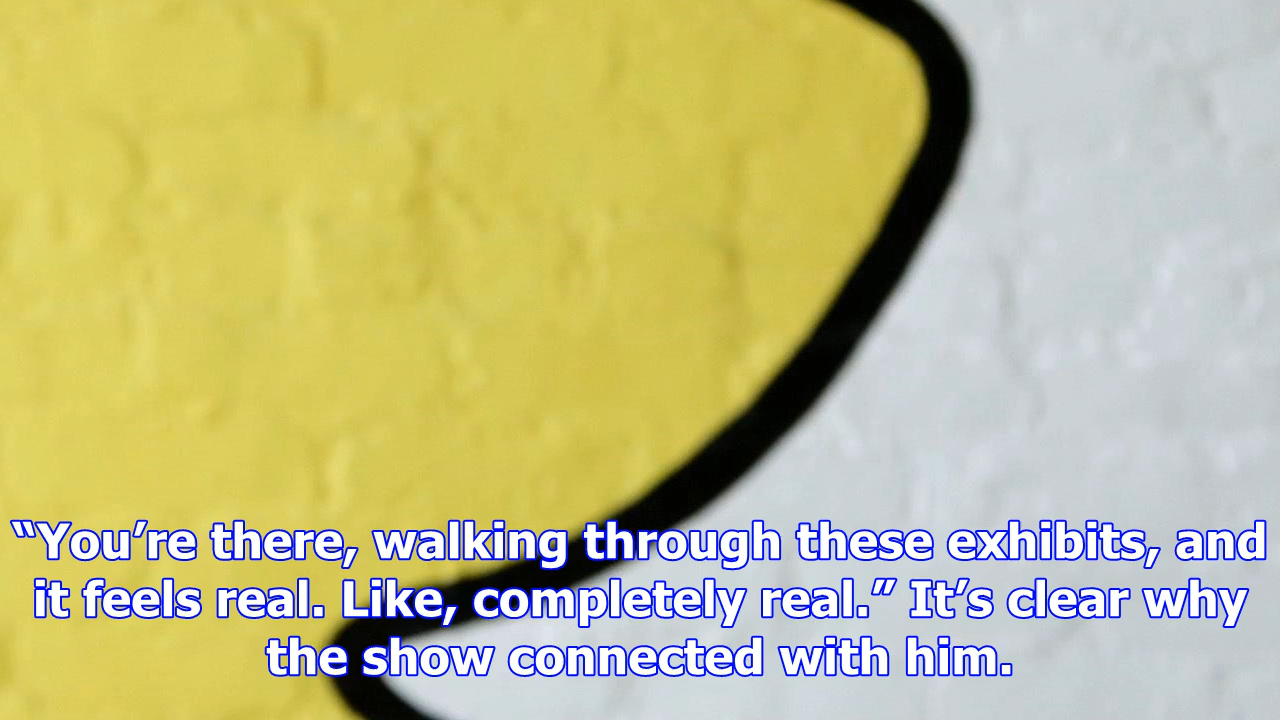 “You’re there, walking through these exhibits, and
it feels real. Like, completely real.” It’s clear why
the show connected with him.